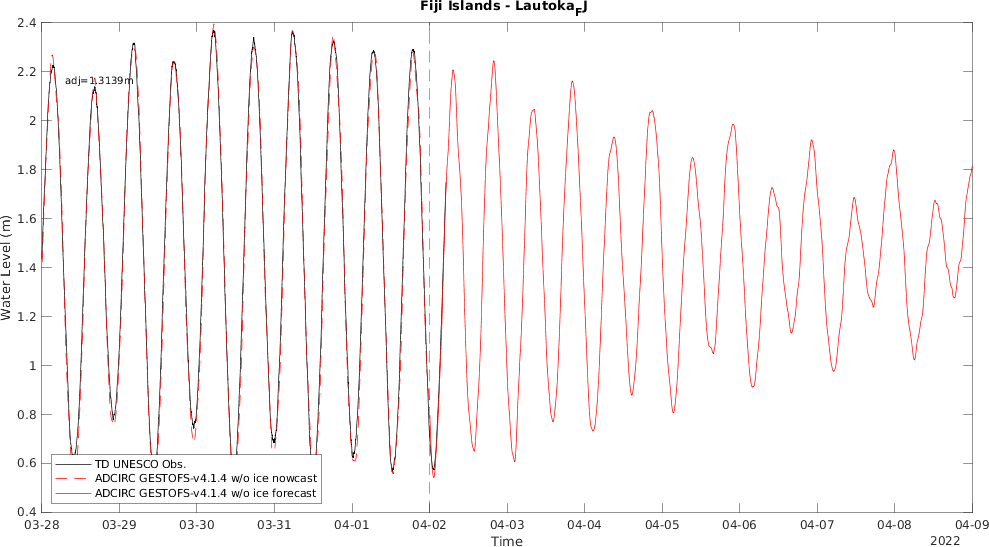 Fiji Islands - Lautoka_FJ
2.4
2.2
2
1.8
1.6
1.4
1.2
1
0.8
0.6
0.4
Water Level (m)
adj=1.3139m
TD UNESCO Obs.
ADCIRC GESTOFS-v4.1.4 w/o ice nowcast
ADCIRC GESTOFS-v4.1.4 w/o ice forecast
03-28 03-29 03-30 03-31 04-01 04-02 04-03 04-04 04-05 04-06 04-07 04-08 04-09
Time
2022